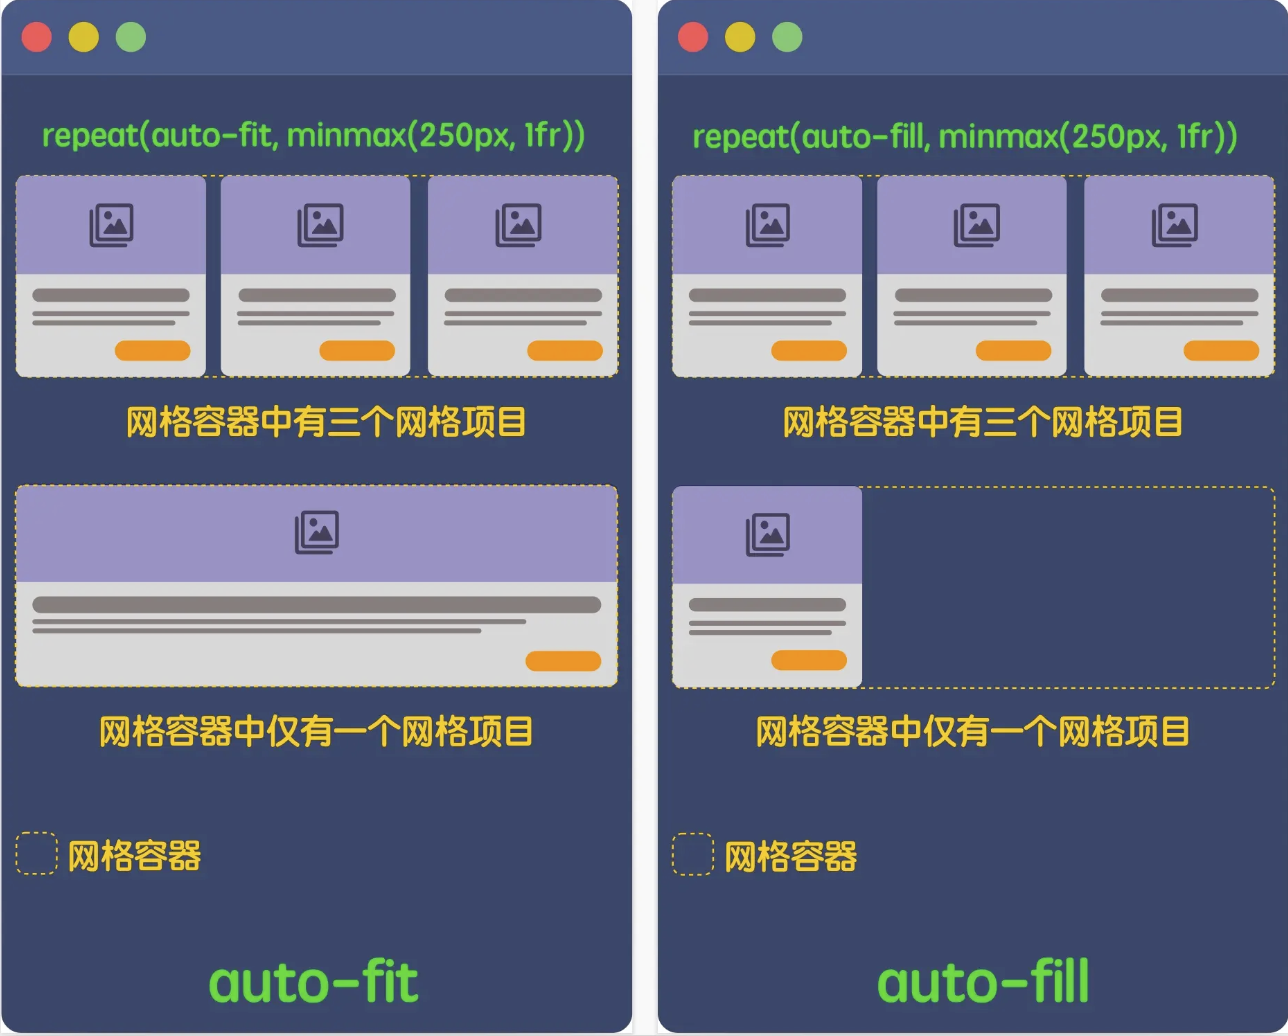 repeat(auto-fit, minmax(250px, 1fr))
网格容器中有三个网格项目
网格容器中仅有一个网格项目
网格容器
auto-fit
repeat(auto-fill, minmax(250px, 1fr))
网格容器中有三个网格项目
网格容器中仅有一个网格项目
网格容器
auto-fill